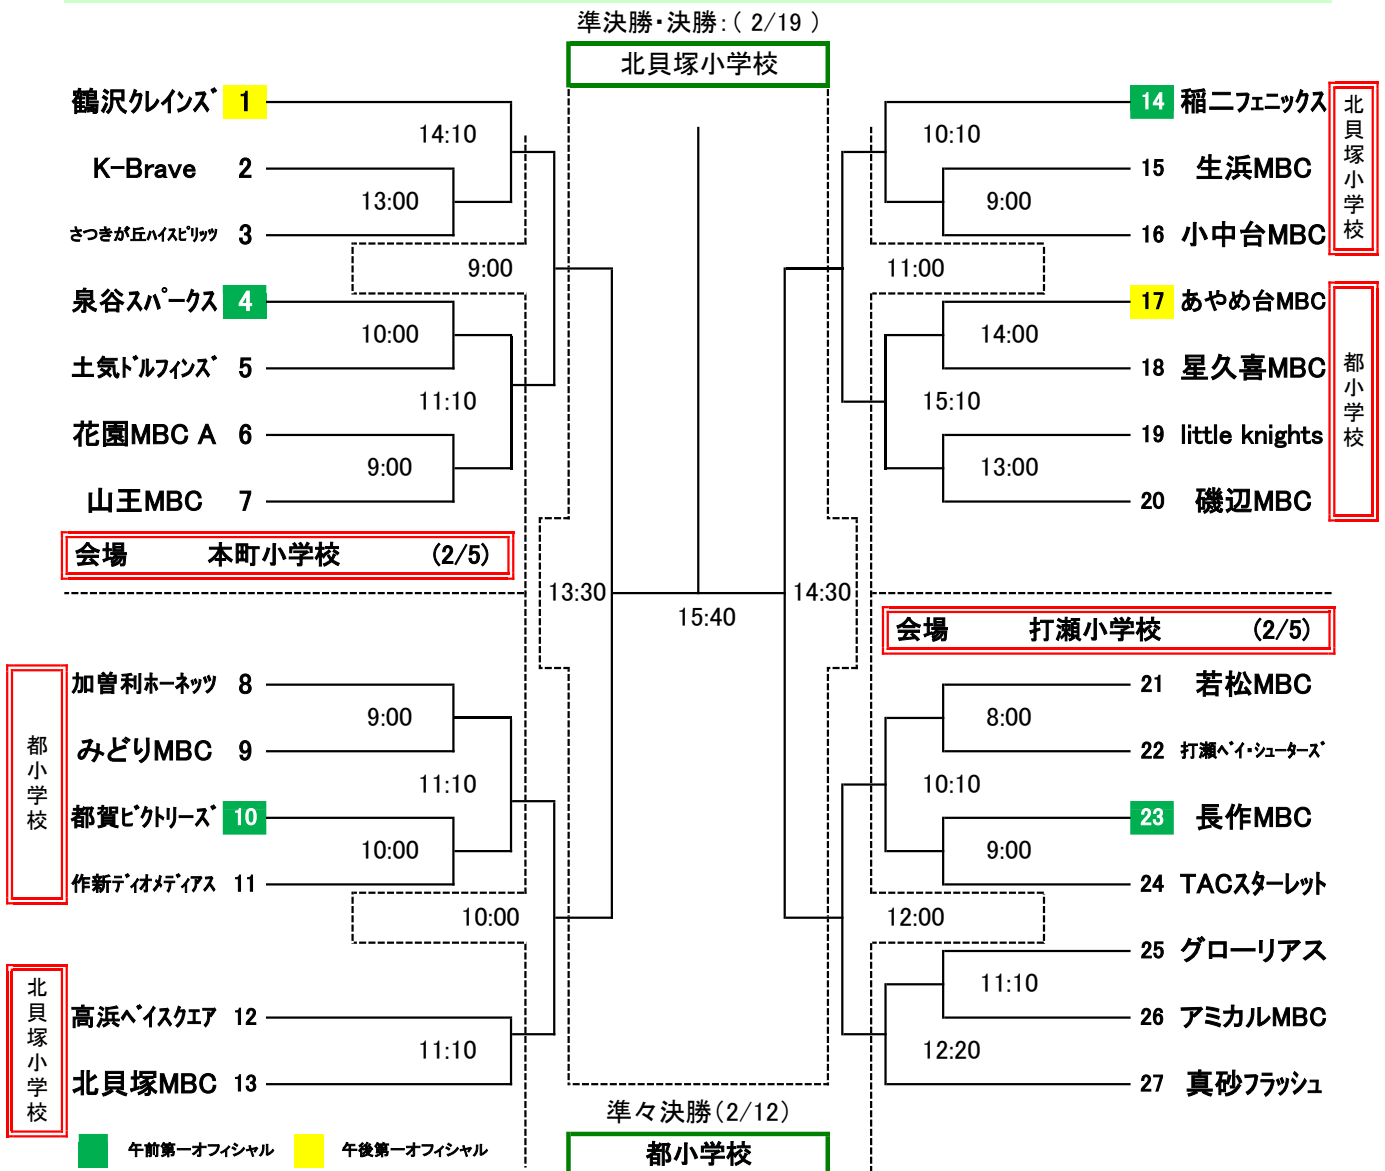 準決勝・決勝:( 2/19 )
北貝塚小学校
鶴沢クレインズ 1
14:10
K-Brave 2
13:00
さつきが丘ハイスピリッツ 3
9:00
泉谷スパークス 4
10:00
土気ドルフィンズ 5
11:10
花園MBC A 6
9:00
山王MBC 7
会場 本町小学校 (2/5)
13:30
加曽利ホーネッツ 8
9:00
みどりMBC 9
都小学校
11:10
都賀ビクトリーズ 10
10:00
作新ディオメディアス 11
10:00
北貝塚小学校
高浜ベイスクエア 12
11:10
北貝塚MBC 13
15:40
14 稲二フェニックス
10:10
15 生浜MBC
9:00
16 小中台MBC
北貝塚小学校
11:00
17 あやめ台MBC
14:00
18 星久喜MBC
都小学校
15:10
19 little knights
13:00
20 磯辺MBC
14:30
会場 打瀬小学校 (2/5)
21 若松MBC
8:00
22 打瀬ベイ・シューターズ
10:10
23 長作MBC
9:00
24 TACスターレット
12:00
25 グローリアス
11:10
26 アミカルMBC
12:20
27 真砂フラッシュ
準々決勝(2/12)
都小学校
午前第一オフィシャル 午後第一オフィシャル